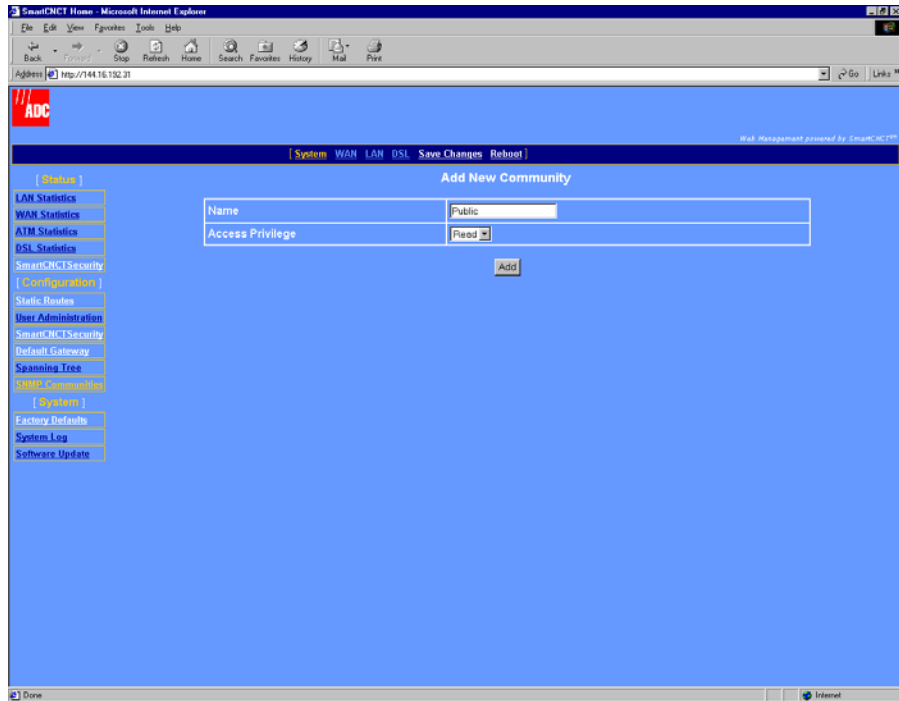 SmartCNCT Home - Microsoft Internet Explorer
File Edit View Favorites Tools Help
Back Forward Stop Refresh Home Search Favorites History Mail Print
Address http://144.16.192.31 Go Links »
ADC
Web Management powered by SmartCNCT
[ System WAN LAN DSL Save Changes Reboot ]
[ Status ]
LAN Statistics
WAN Statistics
ATM Statistics
DSL Statistics
SmartCNCTSecurity
[ Configuration ]
Static Routes
User Administration
SmartCNCTSecurity
Default Gateway
Spanning Tree
SNMP Communities
[ System ]
Factory Defaults
System Log
Software Update
Add New Community
Name Public
Access Privilege Read
Add
Done Internet